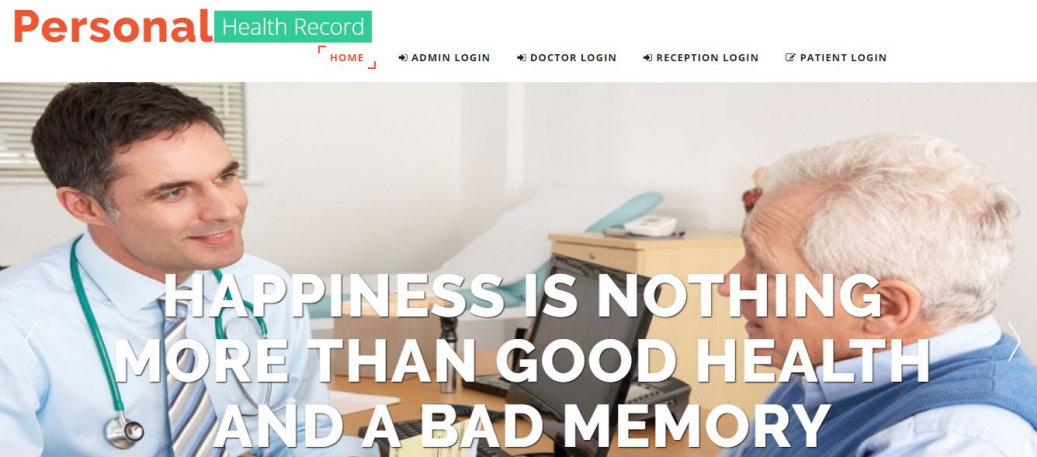 Personal Health Record
HOME ADMIN LOGIN DOCTOR LOGIN RECEPTION LOGIN PATIENT LOGIN
HAPPINESS IS NOTHING
MORE THAN GOOD HEALTH
AND A BAD MEMORY